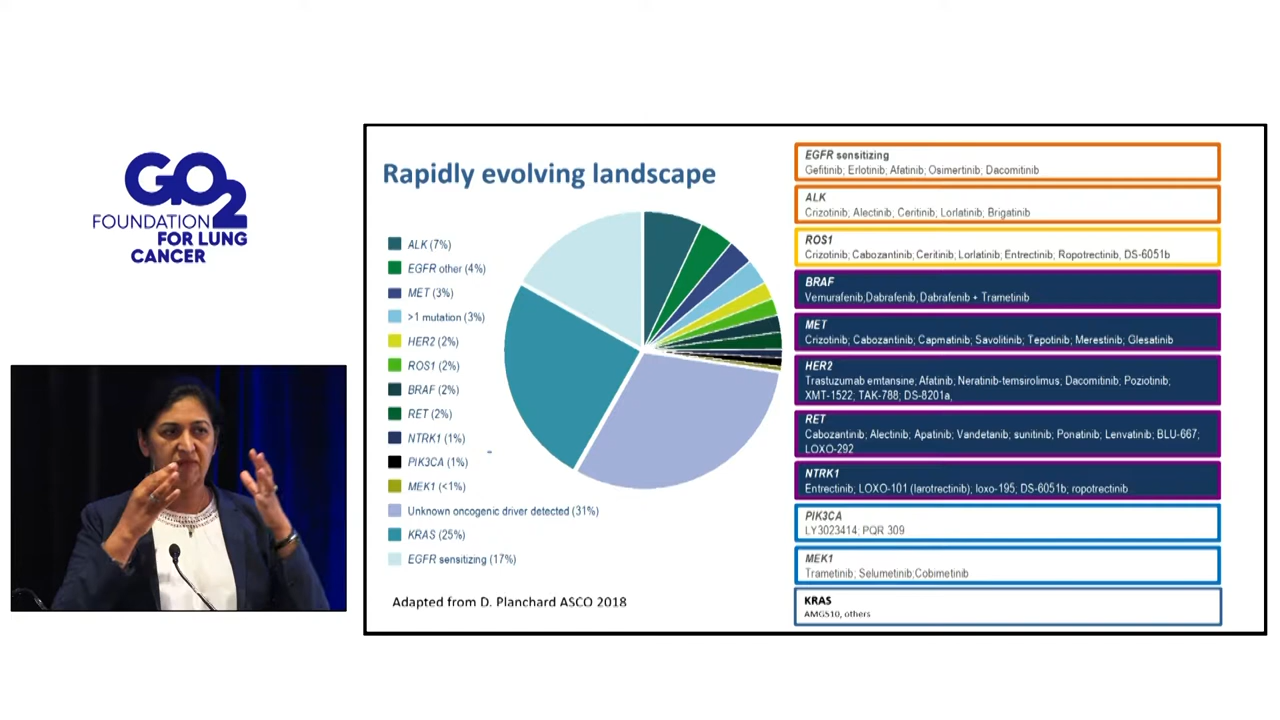 GO2
FOUNDATION
FOR LUNG
CANCER
Rapidly evolving landscape
ALK (7%)
EGFR other (4%)
MET (3%)
>1 mutation (3%)
HER2 (2%)
ROS1 (2%)
BRAF (2%)
RET (2%)
NTRK1 (1%)
PIK3CA (1%)
MEK1 (<1%)
Unknown oncogenic driver detected (31%)
KRAS (25%)
EGFR sensitizing (17%)
Adapted from D. Planchard ASCO 2018
EGFR sensitizing
Gefitinib; Erlotinib; Afatinib; Osimertinib; Dacomitinib
ALK
Crizotinib; Alectinib; Ceritinib; Lorlatinib; Brigatinib
ROS1
Crizotinib; Cabozantinib; Ceritinib; Lorlatinib; Entrectinib; Ropotrectinib, DS-6051b
BRAF
Vemurafenib,Dabrafenib, Dabrafenib + Trametinib
MET
Crizotinib; Cabozantinib; Capmatinib; Savolitinib; Tepotinib; Merestinib; Glesatinib
HER2
Trastuzumab emtansine, Afatinib; Neratinib-temsirolimus, Dacomitinib; Poziotinib;
XMT-1522; TAK-788; DS-8201a,
RET
Cabozantinib; Alectinib; Apatinib; Vandetanib; sunitinib; Ponatinib; Lenvatinib; BLU-667;
LOXO-292
NTRK1
Entrectinib; LOXO-101 (larotrectinib); loxo-195; DS-6051b; ropotrectinib
PIK3CA
LY3023414; PQR 309
MEK1
Trametinib; Selumetinib;Cobimetinib
KRAS
AMG510, others